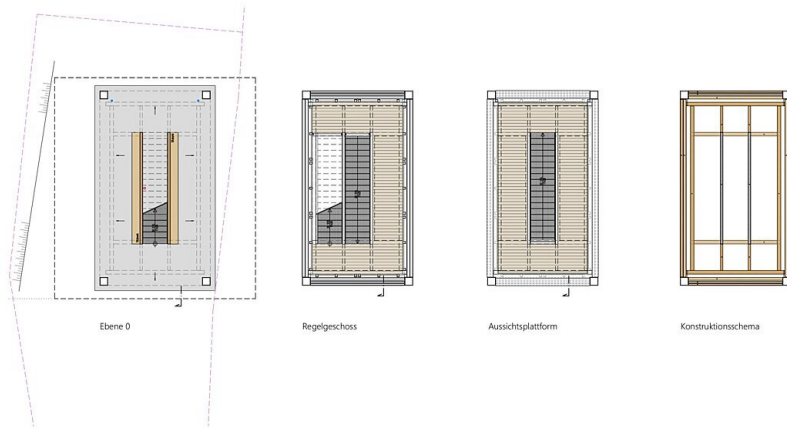 Ebene 0
Regelgeschoss
Aussichtsplattform
Konstruktionsschema